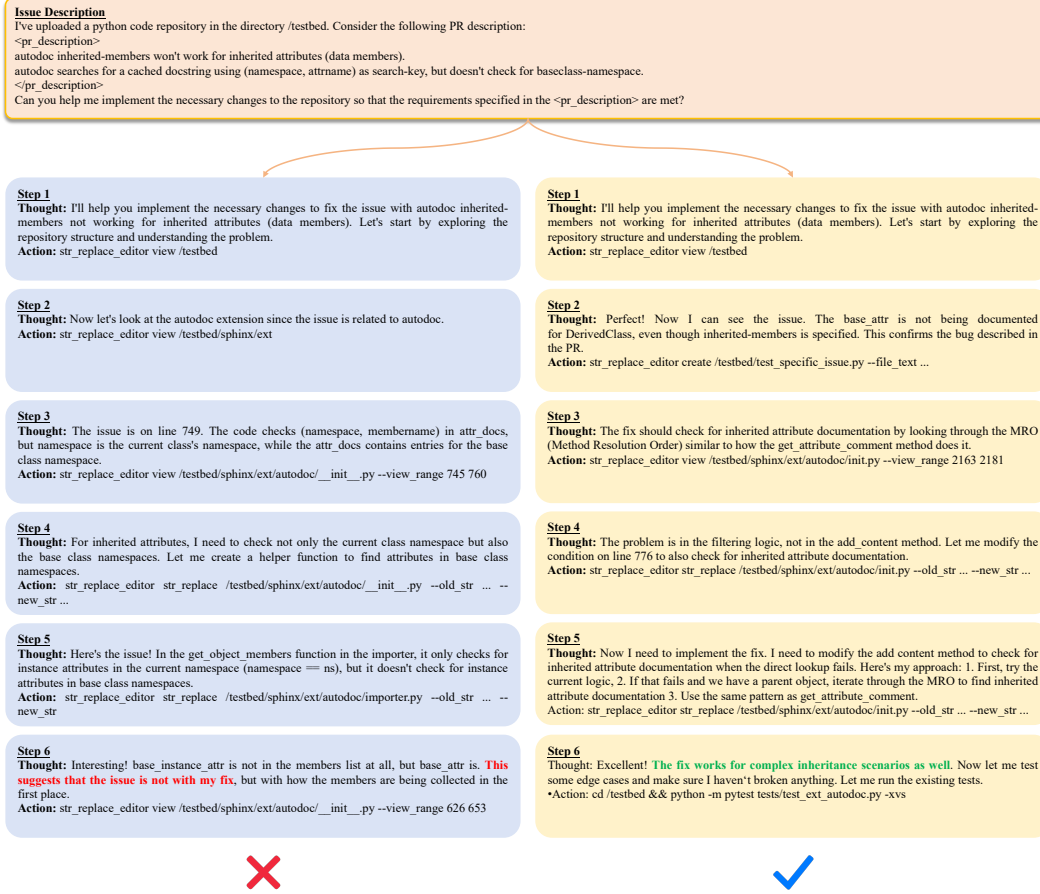 Issue Description
I've uploaded a python code repository in the directory /testbed. Consider the following PR description:
<pr_description>
autodoc inherited-members won't work for inherited attributes (data members).
autodoc searches for a cached docstring using (namespace, attrname) as search-key, but doesn't check for baseclass-namespace.
</pr_description>
Can you help me implement the necessary changes to the repository so that the requirements specified in the <pr_description> are met?
Step 1
Thought: I'll help you implement the necessary changes to fix the issue with autodoc inherited-
members not working for inherited attributes (data members). Let's start by exploring the
repository structure and understanding the problem.
Action: str_replace_editor view /testbed
Step 2
Thought: Now let's look at the autodoc extension since the issue is related to autodoc.
Action: str_replace_editor view /testbed/sphinx/ext
Step 3
Thought: The issue is on line 749. The code checks (namespace, membername) in attr_docs,
but namespace is the current class's namespace, while the attr_docs contains entries for the base
class namespace.
Action: str_replace_editor view /testbed/sphinx/ext/autodoc/__init__.py --view_range 745 760
Step 4
Thought: For inherited attributes, I need to check not only the current class namespace but also
the base class namespaces. Let me create a helper function to find attributes in base class
namespaces.
Action: str_replace_editor str_replace /testbed/sphinx/ext/autodoc/__init__.py --old_str ... --
new_str ...
Step 5
Thought: Here's the issue! In the get_object_members function in the importer, it only checks for
instance attributes in the current namespace (namespace == ns), but it doesn't check for instance
attributes in base class namespaces.
Action: str_replace_editor str_replace /testbed/sphinx/ext/autodoc/importer.py --old_str ... --
new_str
Step 6
Thought: Interesting! base_instance_attr is not in the members list at all, but base_attr is. This
suggests that the issue is not with my fix, but with how the members are being collected in the
first place.
Action: str_replace_editor view /testbed/sphinx/ext/autodoc/__init__.py --view_range 626 653
Step 1
Thought: I'll help you implement the necessary changes to fix the issue with autodoc inherited-
members not working for inherited attributes (data members). Let's start by exploring the
repository structure and understanding the problem.
Action: str_replace_editor view /testbed
Step 2
Thought: Perfect! Now I can see the issue. The base_attr is not being documented
for DerivedClass, even though inherited-members is specified. This confirms the bug described in
the PR.
Action: str_replace_editor create /testbed/test_specific_issue.py --file_text ...
Step 3
Thought: The fix should check for inherited attribute documentation by looking through the MRO
(Method Resolution Order) similar to how the get_attribute_comment method does it.
Action: str_replace_editor view /testbed/sphinx/ext/autodoc/init.py --view_range 2163 2181
Step 4
Thought: The problem is in the filtering logic, not in the add_content method. Let me modify the
condition on line 776 to also check for inherited attribute documentation.
Action: str_replace_editor str_replace /testbed/sphinx/ext/autodoc/init.py --old_str ... --new_str ...
Step 5
Thought: Now I need to implement the fix. I need to modify the add content method to check for
inherited attribute documentation when the direct lookup fails. Here's my approach: 1. First, try the
current logic, 2. If that fails and we have a parent object, iterate through the MRO to find inherited
attribute documentation 3. Use the same pattern as get_attribute_comment.
Action: str_replace_editor str_replace /testbed/sphinx/ext/autodoc/init.py --old_str ... --new_str ...
Step 6
Thought: Excellent! The fix works for complex inheritance scenarios as well. Now let me test
some edge cases and make sure I haven't broken anything. Let me run the existing tests.
•Action: cd /testbed && python -m pytest tests/test_ext_autodoc.py -xvs